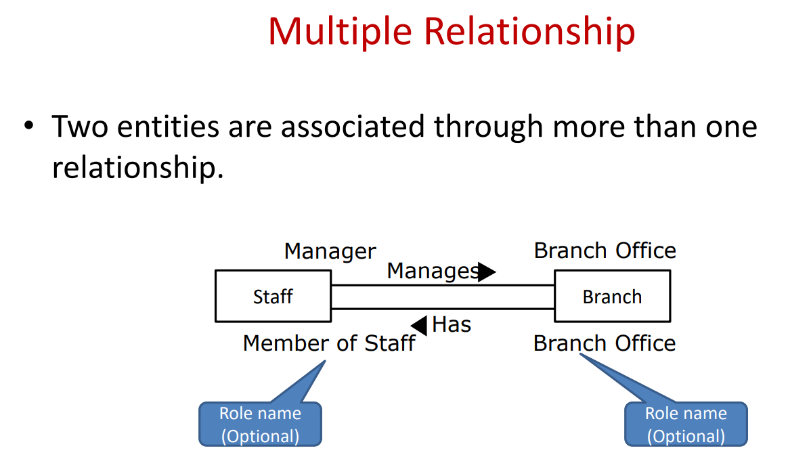 Multiple Relationship
• Two entities are associated through more than one
relationship.
Manager
Branch Office
Manages
Staff
Branch
Has
Member of Staff
Branch Office
Role name
(Optional)
Role name
(Optional)